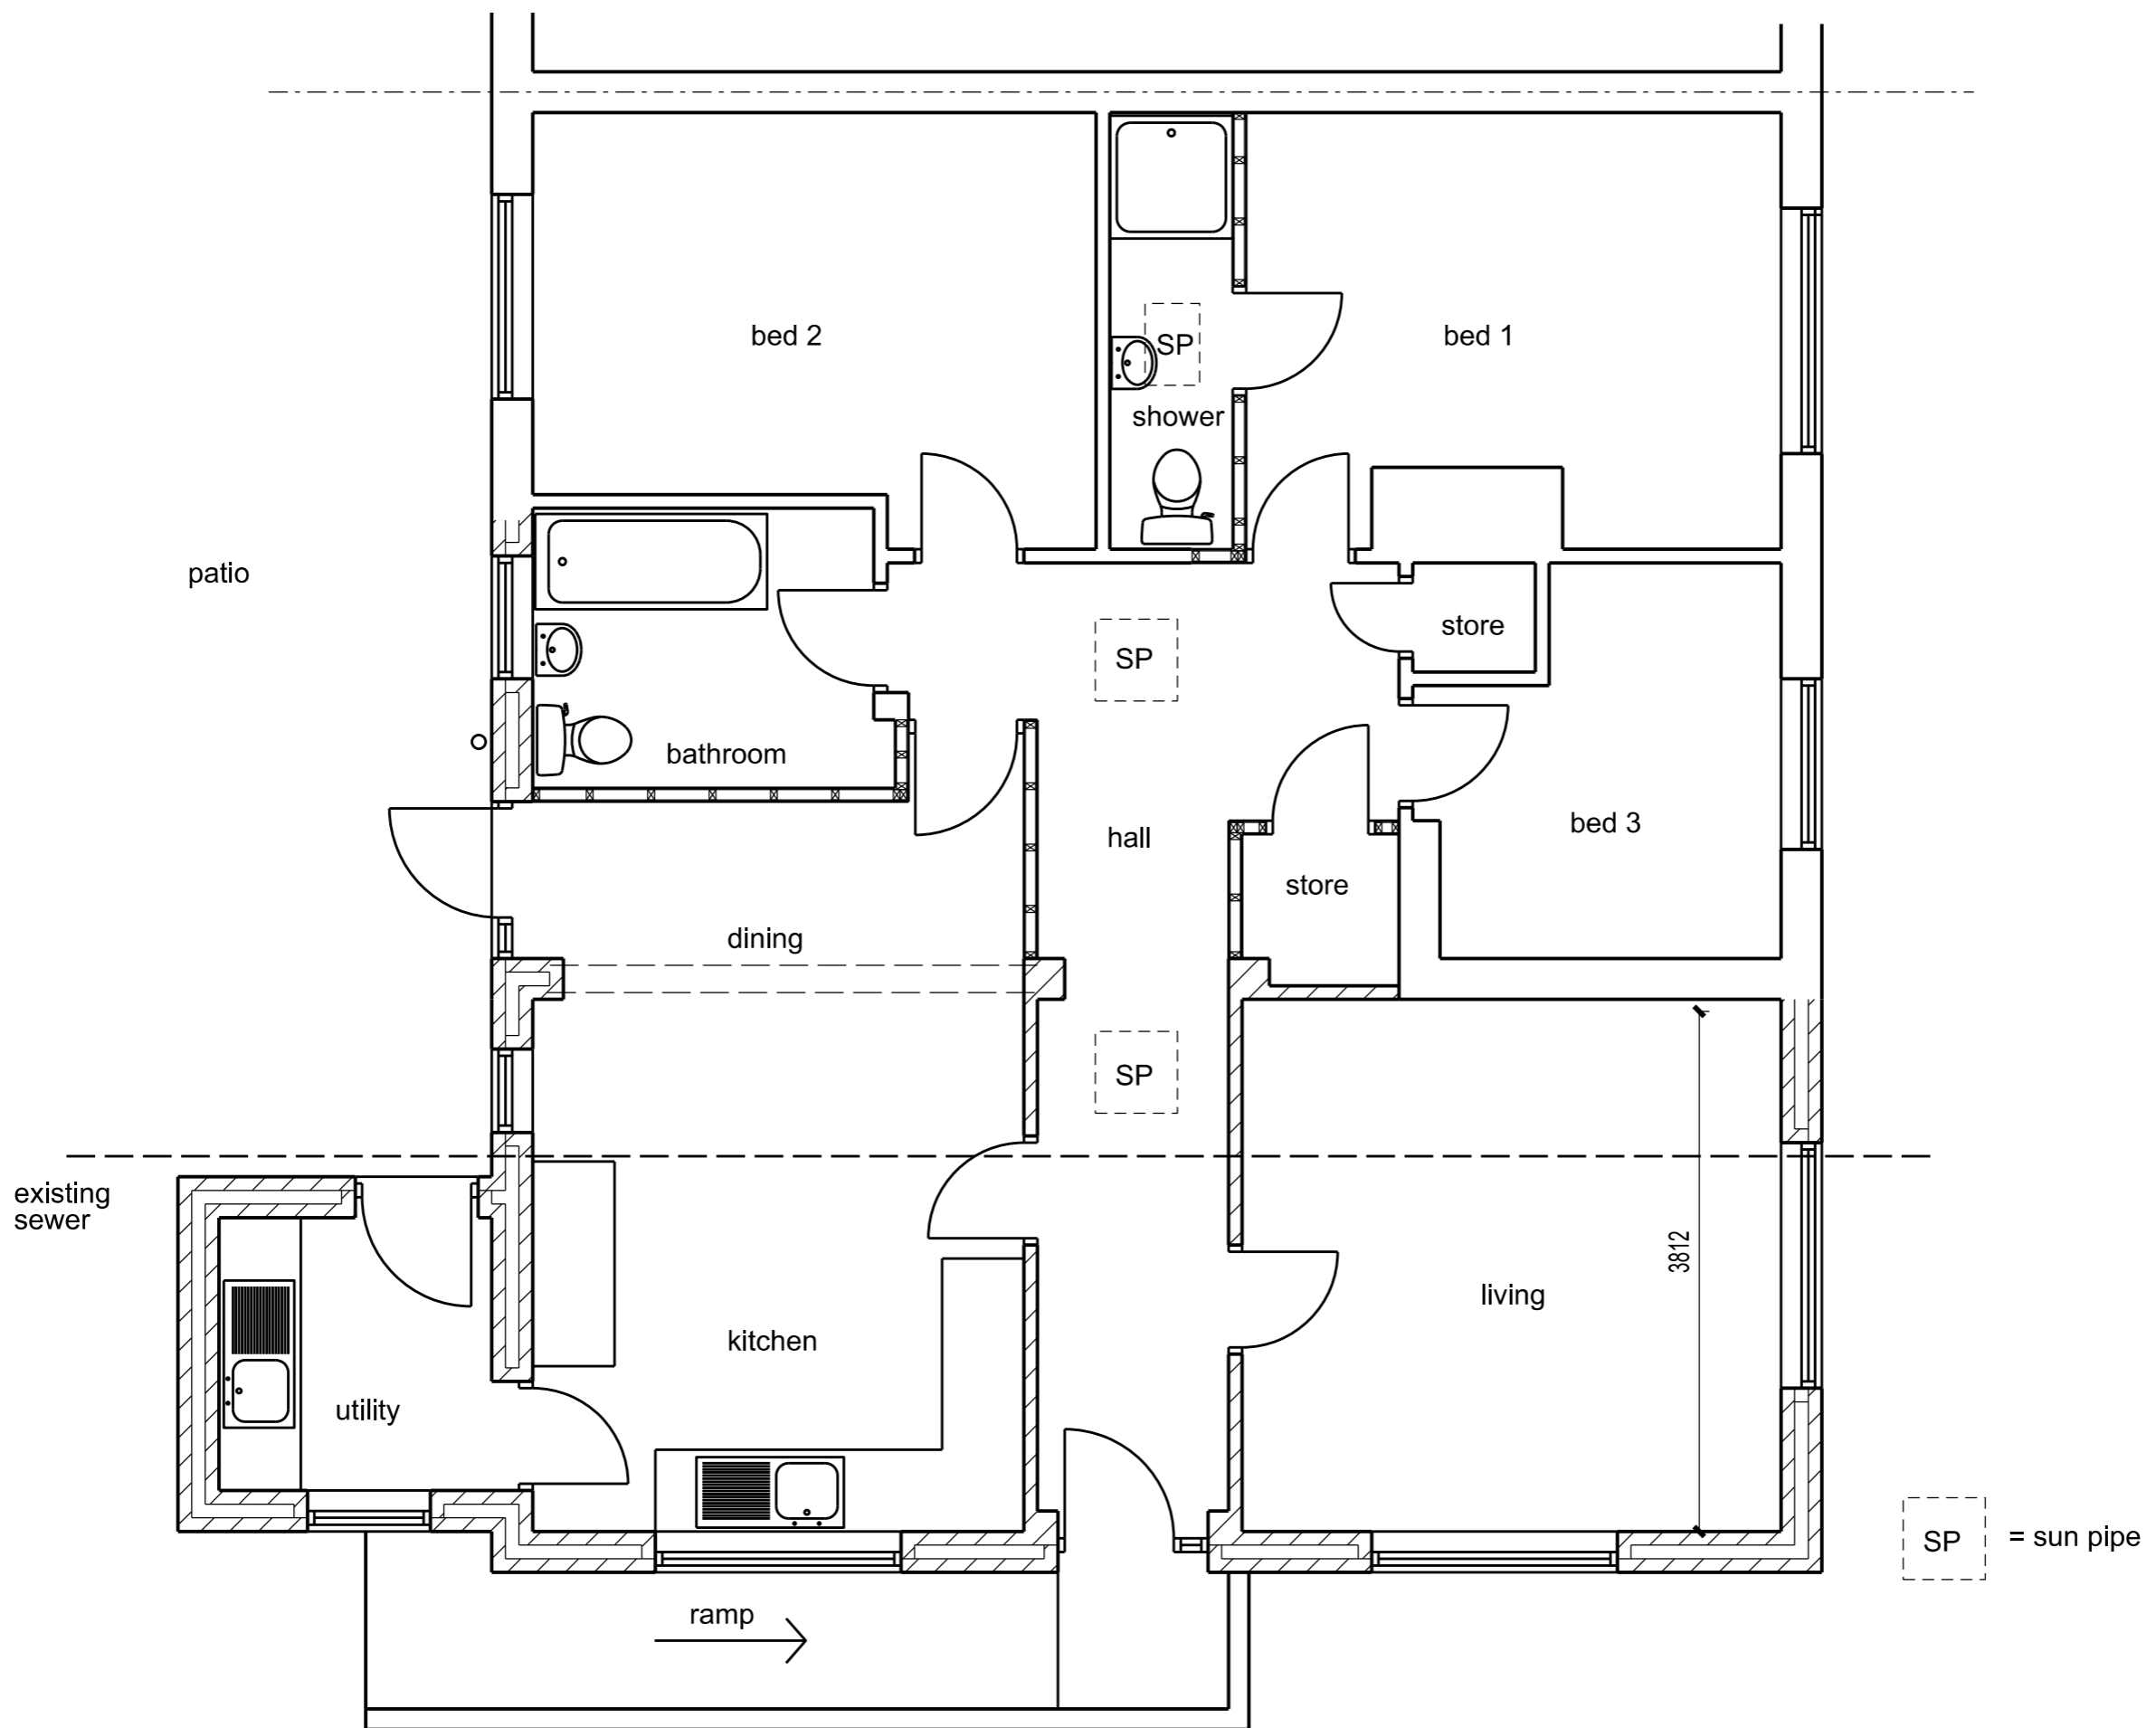 bed 2
SP
bed 1
shower
patio
store
SP
bathroom
hall
bed 3
store
dining
SP
existing
sewer
3812
living
kitchen
utility
SP
= sun pipe
ramp